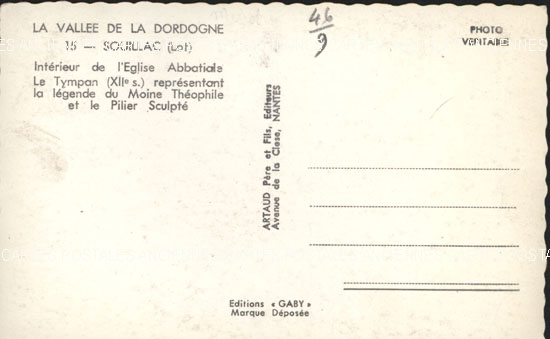 LA VALLEE DE LA DORDOGNE
15 — SOUILLAC (Lot)
Intérieur de l'Eglise Abbatiale
Le Tympan (XIIe s.) représentant
la légende du Moine Théophile
et le Pilier Sculpté
46
9
PHOTO
VERITABLE
ARTAUD Père et Fils, Editeurs
Avenue de la Close, NANTES
Editions « GABY »
Marque Déposée